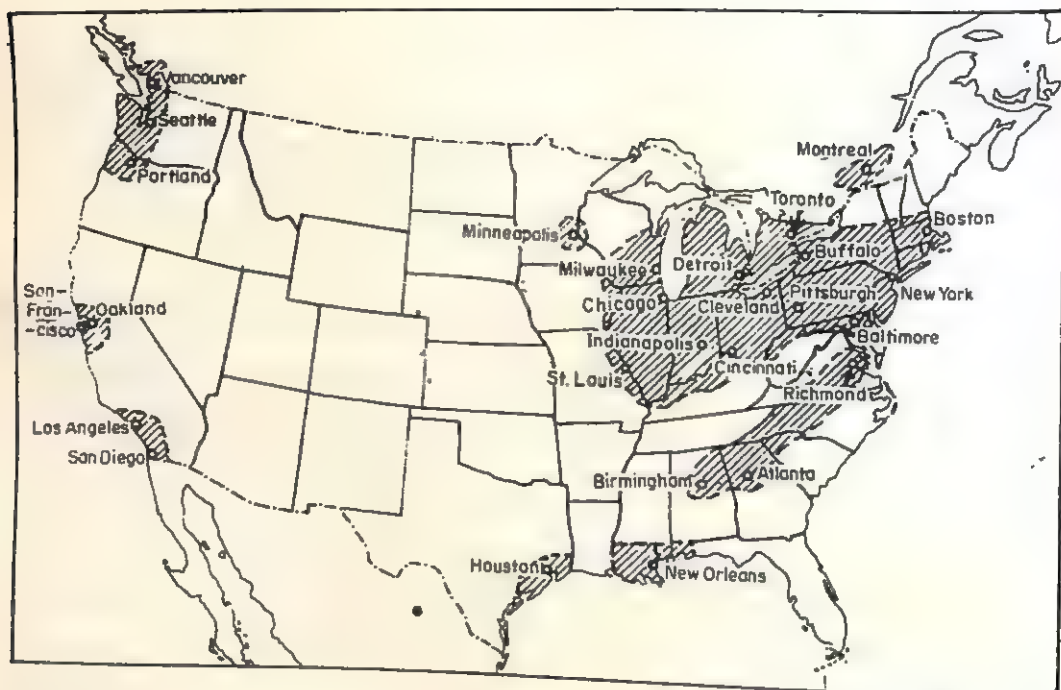 Vancouver
Seattle
Portland
San-
Fran-
-cisco
Oakland
Los Angeles
San Diego
Minneapolis
Milwaukee
Chicago
Indianapolis
St. Louis
Detroit
Cleveland
Cincinnati
Toronto
Montreal
Buffalo
Boston
Pittsburgh
New York
Baltimore
Richmond
Birmingham
Atlanta
Houston
New Orleans